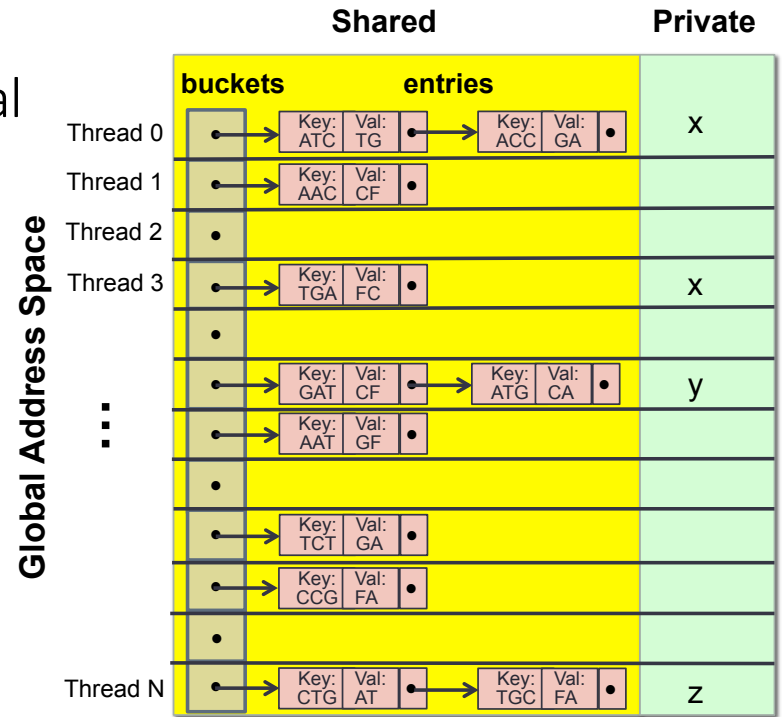 Shared Private
al
buckets entries
Thread 0 Key: Val: Key: Val: x
ATC TG ACC GA
Thread 1 Key: Val:
AAC CF
Thread 2
Thread 3 Key: Val: x
TGA FC
Global Address Space
...
Key: Val: Key: Val: y
GAT CF ATG CA
Key: Val:
AAT GF
Key: Val:
TCT GA
Key: Val:
CCG FA
Thread N Key: Val: Key: Val: z
CTG AT TGC FA